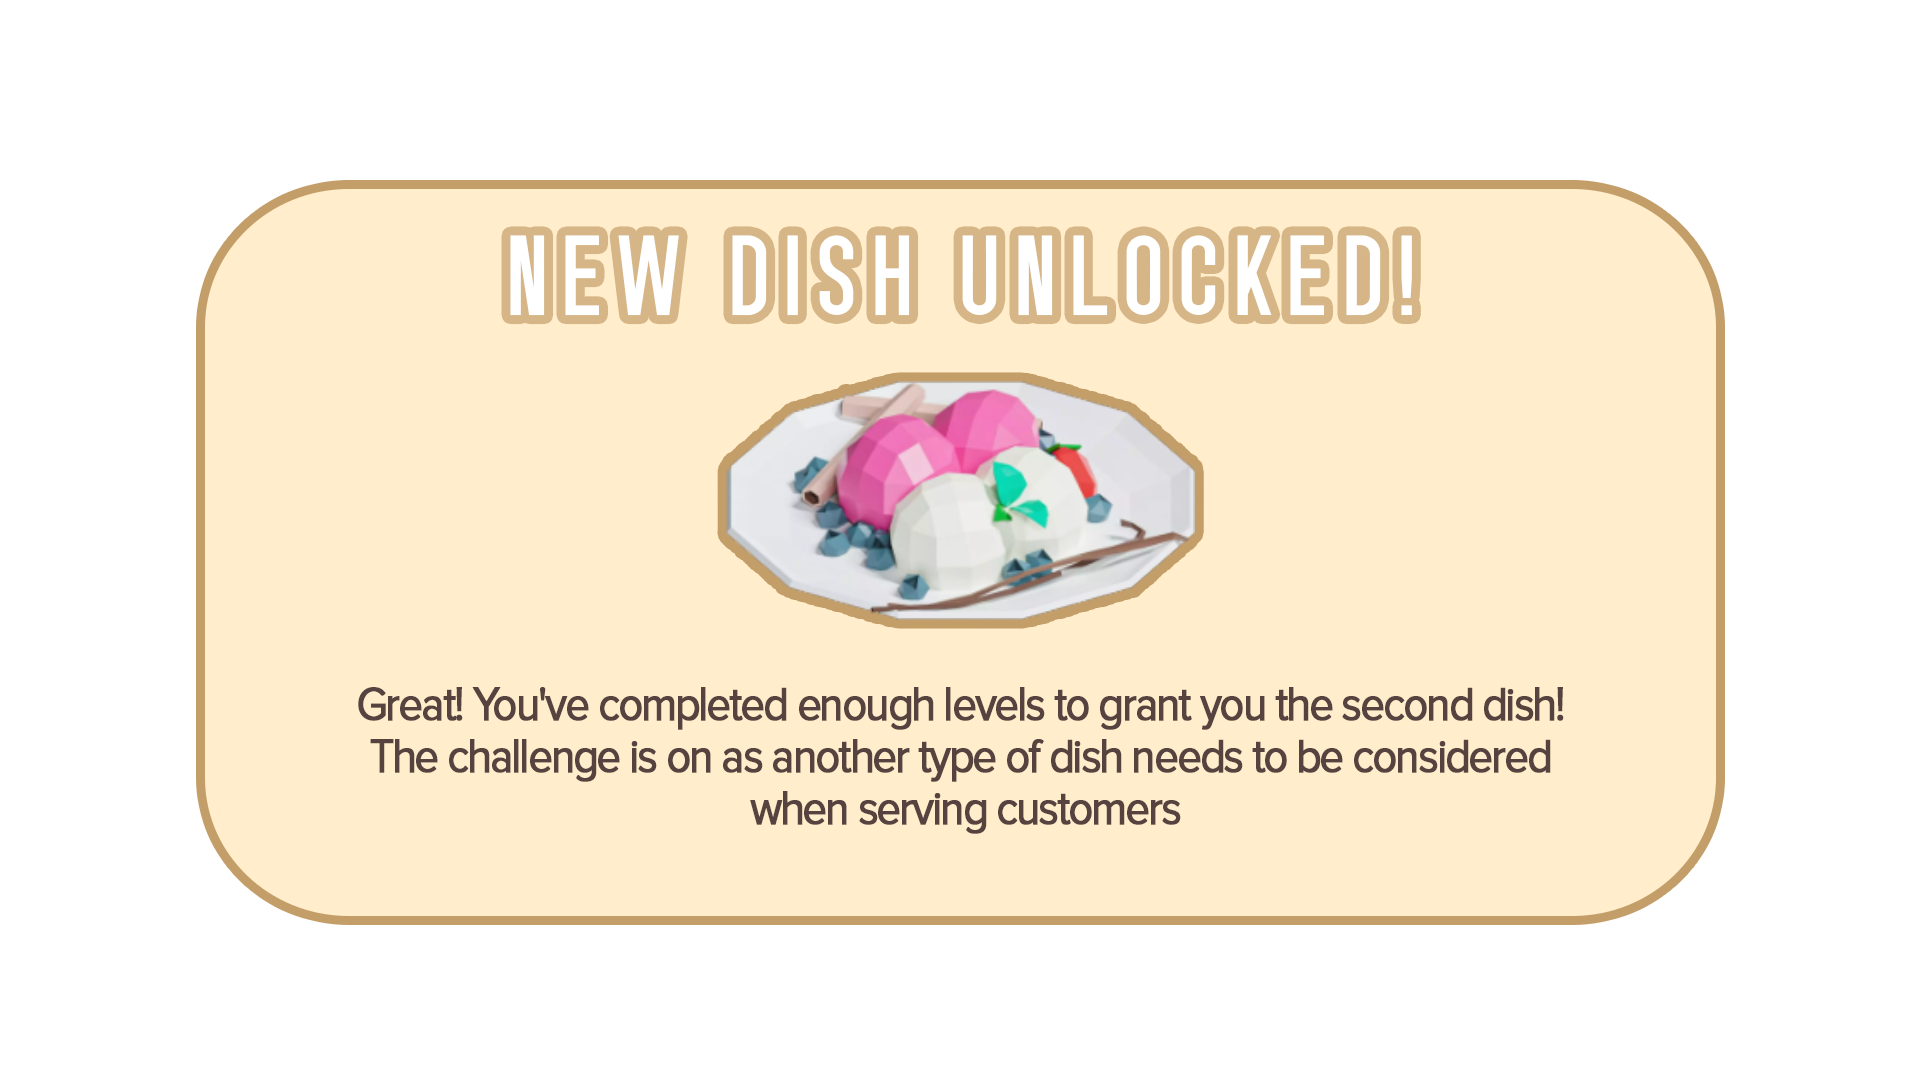 NEW DISH UNLOCKED!
Great! You've completed enough levels to grant you the second dish!
The challenge is on as another type of dish needs to be considered
when serving customers